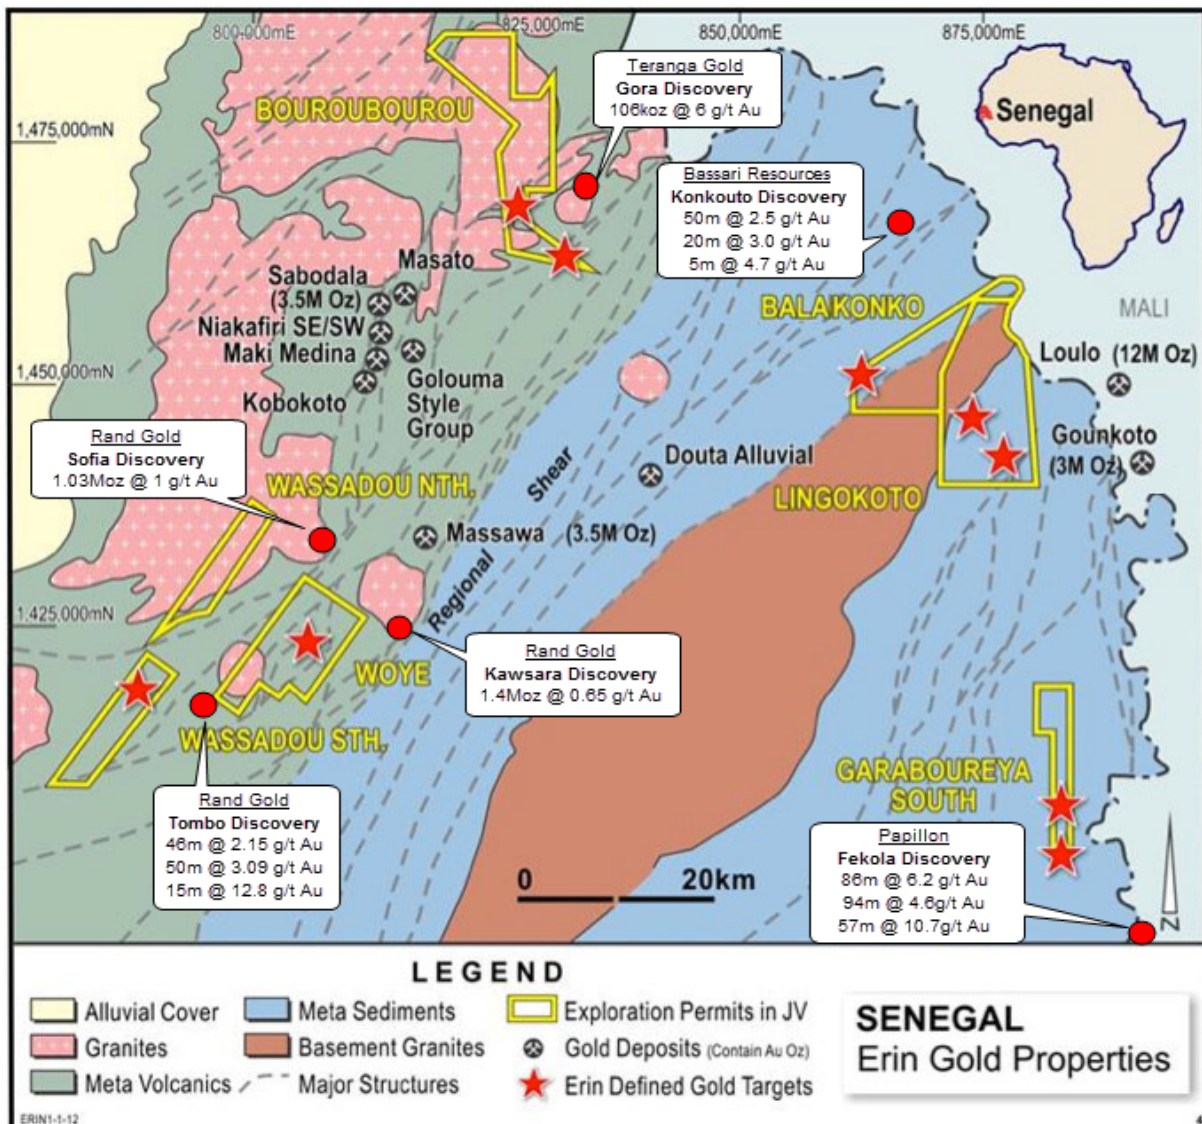 800,000mE
825,000mE
850,000mE
875,000mE
1,475,000mN
1,450,000mN
1,425,000mN
BOUROUBOUROU
Teranga Gold
Gora Discovery
106koz @ 6 g/t Au
Senegal
Bassari Resources
Konkouto Discovery
50m @ 2.5 g/t Au
20m @ 3.0 g/t Au
5m @ 4.7 g/t Au
Masato
Sabodala
(3.5M Oz)
Niakafiri SE/SW
Maki Medina
Kobokoto
Golouma
Style
Group
BALAKONKO
MALI
Loulo (12M Oz)
Gounkoto
(3M Oz)
LINGOKOTO
Douta Alluvial
Rand Gold
Sofia Discovery
1.03Moz @ 1 g/t Au
WASSADOU NTH.
Massawa (3.5M Oz)
Regional Shear
Rand Gold
Kawsara Discovery
1.4Moz @ 0.65 g/t Au
WOYE
WASSADOU STH.
Rand Gold
Tombo Discovery
46m @ 2.15 g/t Au
50m @ 3.09 g/t Au
15m @ 12.8 g/t Au
GARABOUREYA
SOUTH
Papillon
Fekola Discovery
86m @ 6.2 g/t Au
94m @ 4.6g/t Au
57m @ 10.7g/t Au
0 20km
N
LEGEND
Alluvial Cover
Granites
Meta Volcanics
Meta Sediments
Basement Granites
Major Structures
Exploration Permits in JV
Gold Deposits (Contain Au Oz)
Erin Defined Gold Targets
SENEGAL
Erin Gold Properties
ERIN1-1-12